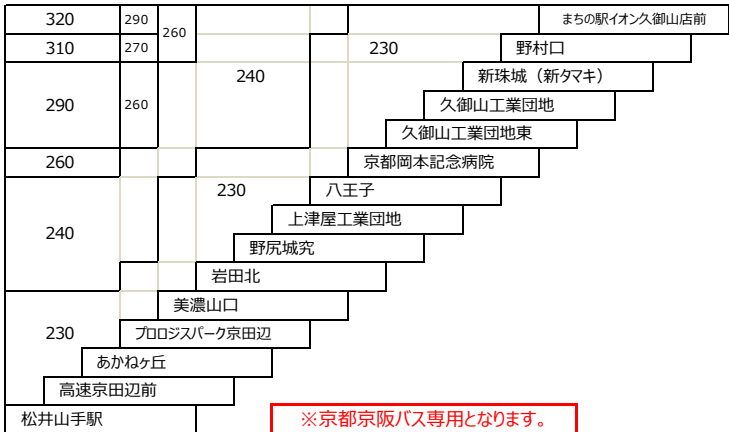 320 290 260 まちの駅イオン久御山店前
310 270 230 野村口
240 新珠城（新タマキ）
290 260 久御山工業団地
久御山工業団地東
260 京都岡本記念病院
230 八王子
上津屋工業団地
240 野尻城究
岩田北
美濃山口
230 プロロジスパーク京田辺
あかねヶ丘
高速京田辺前
松井山手駅 ※京都京阪バス専用となります。